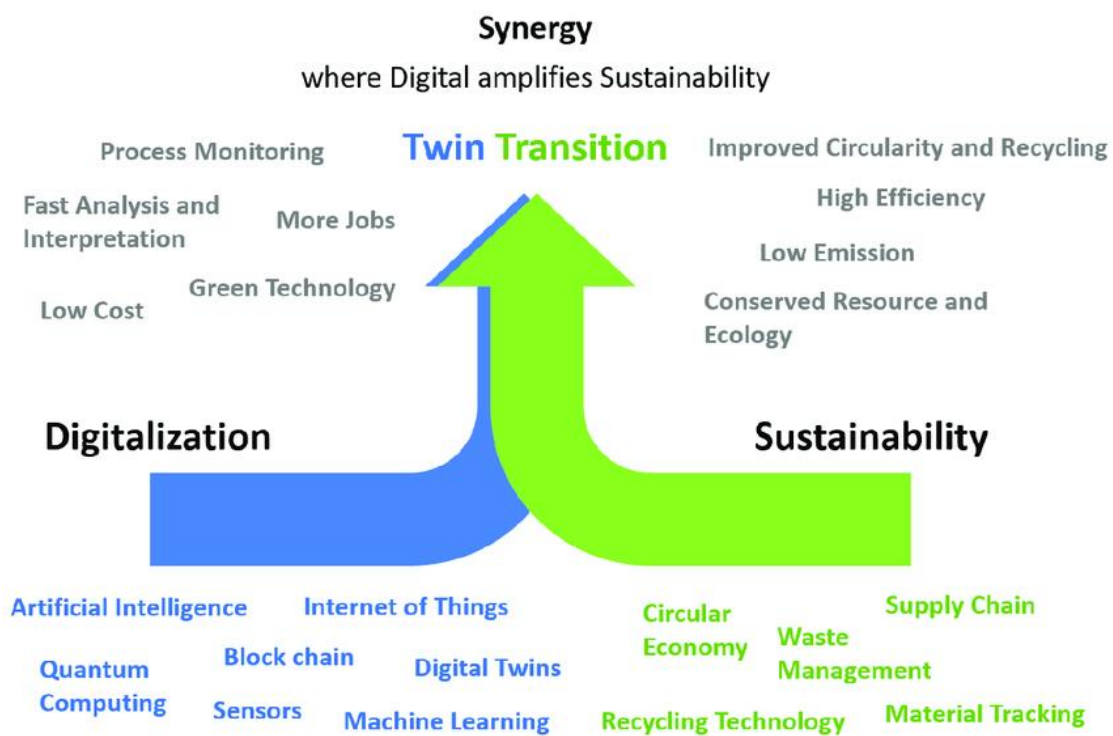 Synergy
where Digital amplifies Sustainability
Twin Transition
Process Monitoring
Fast Analysis and
Interpretation
More Jobs
Green Technology
Low Cost
Improved Circularity and Recycling
High Efficiency
Low Emission
Conserved Resource and
Ecology
Digitalization
Sustainability
Artificial Intelligence
Internet of Things
Quantum
Computing
Block chain
Digital Twins
Sensors
Machine Learning
Circular
Economy
Supply Chain
Waste
Management
Recycling Technology
Material Tracking